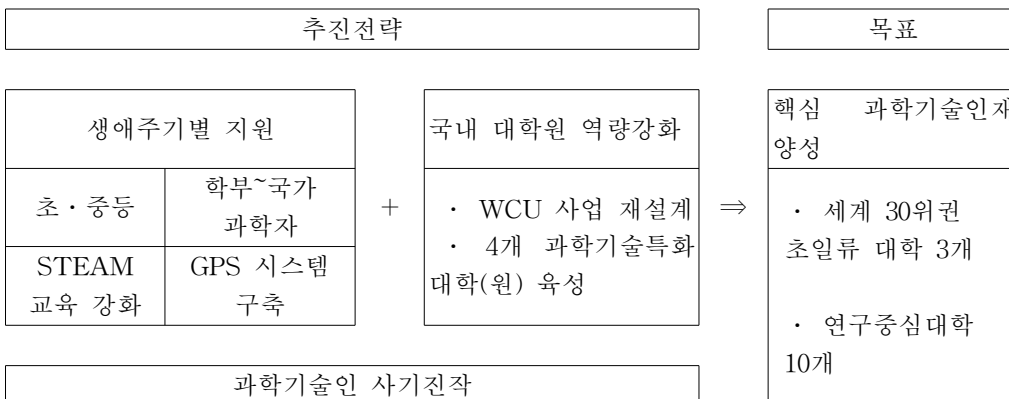 추진전략
목표
생애주기별 지원
초·중등
학부~국가
과학자
STEAM
교육 강화
GPS 시스템
구축
+
국내 대학원 역량강화
· WCU 사업 재설계
· 4개 과학기술특화
대학(원) 육성
⇒
핵심 과학기술인재
양성
· 세계 30위권
초일류 대학 3개
· 연구중심대학
10개
과학기술인 사기진작